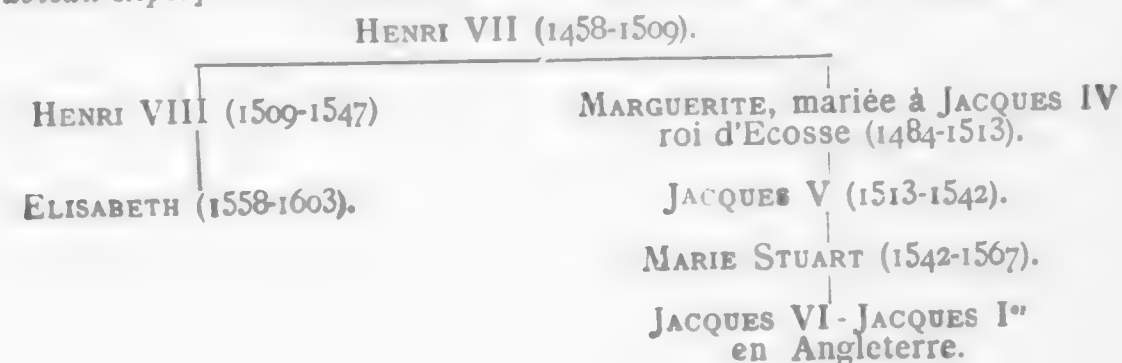 HENRI VII (1458-1509).
HENRI VIII (1509-1547)
MARGUERITE, mariée à JACQUES IV
roi d'Ecosse (1484-1513).
ELISABETH (1558-1603).
JACQUES V (1513-1542).
MARIE STUART (1542-1567).
JACQUES VI - JACQUES Ier
en Angleterre.